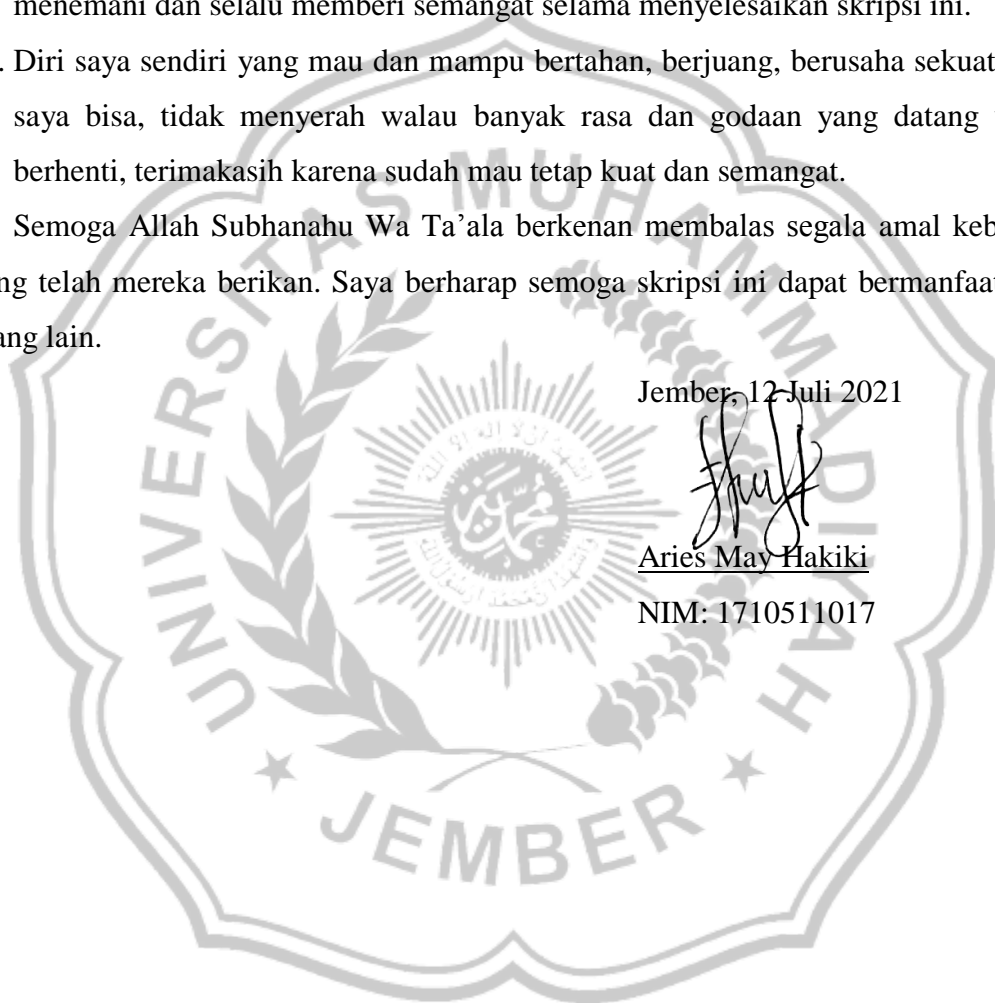 menemani dan selalu memberi semangat selama menyelesaikan skripsi ini.
. Diri saya sendiri yang mau dan mampu bertahan, berjuang, berusaha sekuat
saya bisa, tidak menyerah walau banyak rasa dan godaan yang datang
berhenti, terimakasih karena sudah mau tetap kuat dan semangat.
Semoga Allah Subhanahu Wa Ta’ala berkenan membalas segala amal keb
ng telah mereka berikan. Saya berharap semoga skripsi ini dapat bermanfaat
ang lain.
Jember, 12 Juli 2021
Aries May Hakiki
NIM: 1710511017
UNIVERSITAS MUHAMMADIYAH
JEMBER